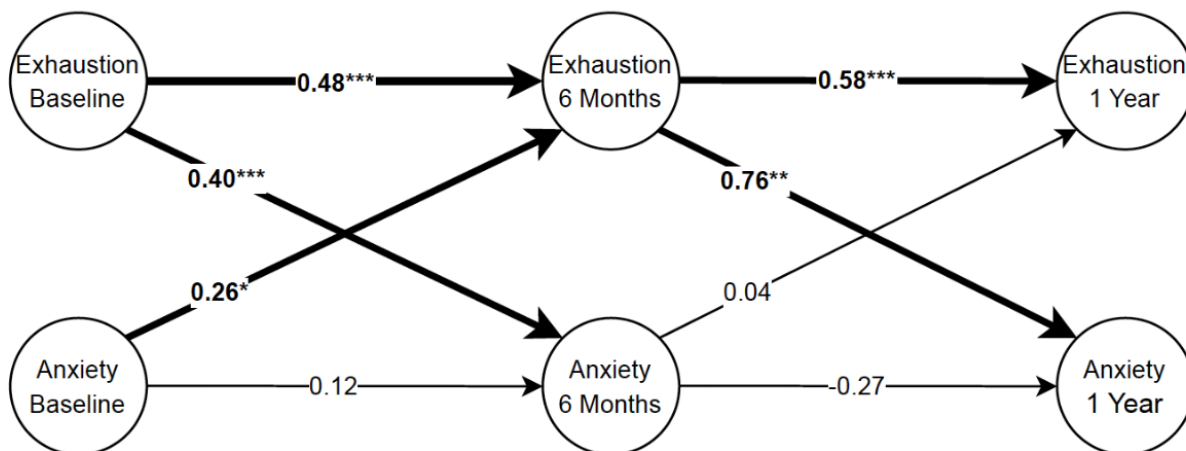 Exhaustion
Baseline
0.48***
Exhaustion
6 Months
0.58***
Exhaustion
1 Year
0.40***
0.76**
0.26*
0.04
Anxiety
Baseline
0.12
Anxiety
6 Months
-0.27
Anxiety
1 Year